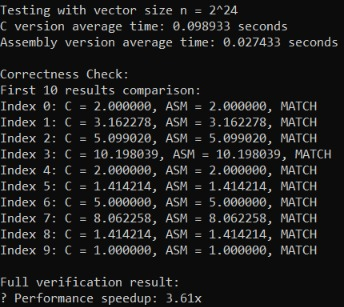 Testing with vector size n = 2^24
C version average time: 0.098933 seconds
Assembly version average time: 0.027433 seconds
Correctness Check:
First 10 results comparison:
Index 0: C = 2.000000, ASM = 2.000000, MATCH
Index 1: C = 3.162278, ASM = 3.162278, MATCH
Index 2: C = 5.099020, ASM = 5.099020, MATCH
Index 3: C = 10.198039, ASM = 10.198039, MATCH
Index 4: C = 2.000000, ASM = 2.000000, MATCH
Index 5: C = 1.414214, ASM = 1.414214, MATCH
Index 6: C = 5.000000, ASM = 5.000000, MATCH
Index 7: C = 8.062258, ASM = 8.062258, MATCH
Index 8: C = 1.414214, ASM = 1.414214, MATCH
Index 9: C = 1.000000, ASM = 1.000000, MATCH
Full verification result:
? Performance speedup: 3.61x